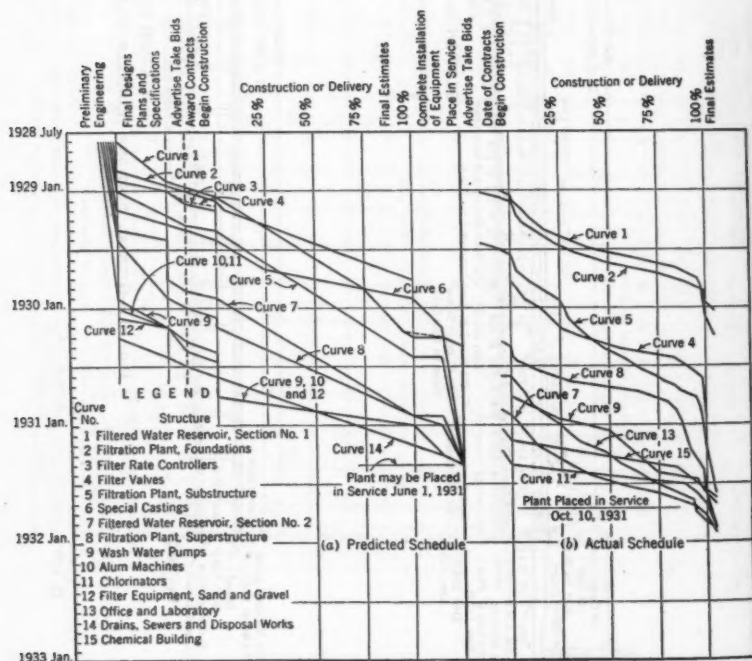 Preliminary
Engineering
Final Designs
Plans and
Specifications
Advertise Take Bids
Award Contracts
Begin Construction
Construction or Delivery
25%
50%
75%
Final Estimates
100%
Complete Installation
of Equipment
Place in Service
Advertise Take Bids
Date of Contracts
Begin Construction
Construction or Delivery
25%
50%
75%
100%
Final Estimates
1928 July
1929 Jan.
1930 Jan.
1931 Jan.
1932 Jan.
1933 Jan.
Curve 1
Curve 2
Curve 3
Curve 4
Curve 10,11
Curve 5
Curve 6
Curve 7
Curve 9
Curve 12
Curve 8
Curve 9, 10
and 12
Curve 14
Plant may be Placed
in Service June 1, 1931
(a) Predicted Schedule
Curve 1
Curve 2
Curve 5
Curve 4
Curve 8
Curve 7
Curve 9
Curve 13
Curve 15
Curve 11
Plant Placed in Service
Oct. 10, 1931
(b) Actual Schedule
LEGEND
Curve
No. Structure
1 Filtered Water Reservoir, Section No. 1
2 Filtration Plant, Foundations
3 Filter Rate Controllers
4 Filter Valves
5 Filtration Plant, Substructure
6 Special Castings
7 Filtered Water Reservoir, Section No. 2
8 Filtration Plant, Superstructure
9 Wash Water Pumps
10 Alum Machines
11 Chlorinators
12 Filter Equipment, Sand and Gravel
13 Office and Laboratory
14 Drains, Sewers and Disposal Works
15 Chemical Building